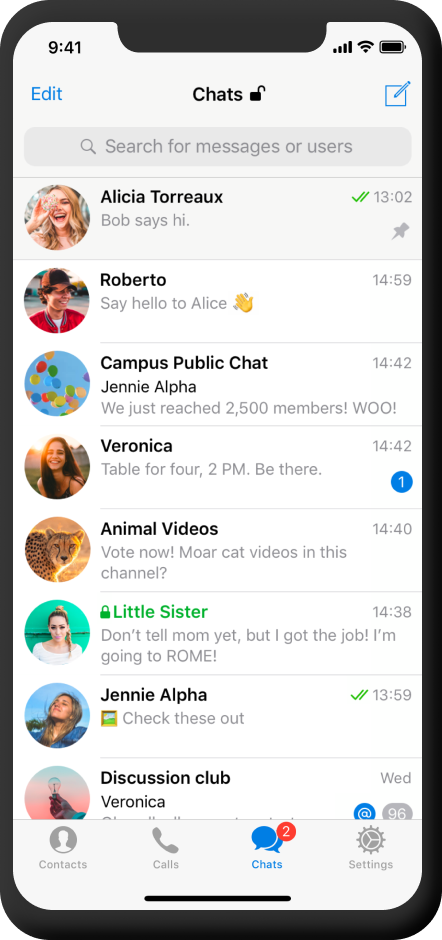 9:41
Edit
Chats
Search for messages or users
Alicia Torreaux
13:02
Bob says hi.
Roberto
14:59
Say hello to Alice 👋
Campus Public Chat
14:42
Jennie Alpha
We just reached 2,500 members! WOO!
Veronica
14:42
Table for four, 2 PM. Be there.
1
Animal Videos
14:40
Vote now! Moar cat videos in this
channel?
Little Sister
14:38
Don’t tell mom yet, but I got the job! I’m
going to ROME!
Jennie Alpha
13:59
🖼 Check these out
Discussion club
Wed
Veronica
@
96
2
Contacts
Calls
Chats
Settings